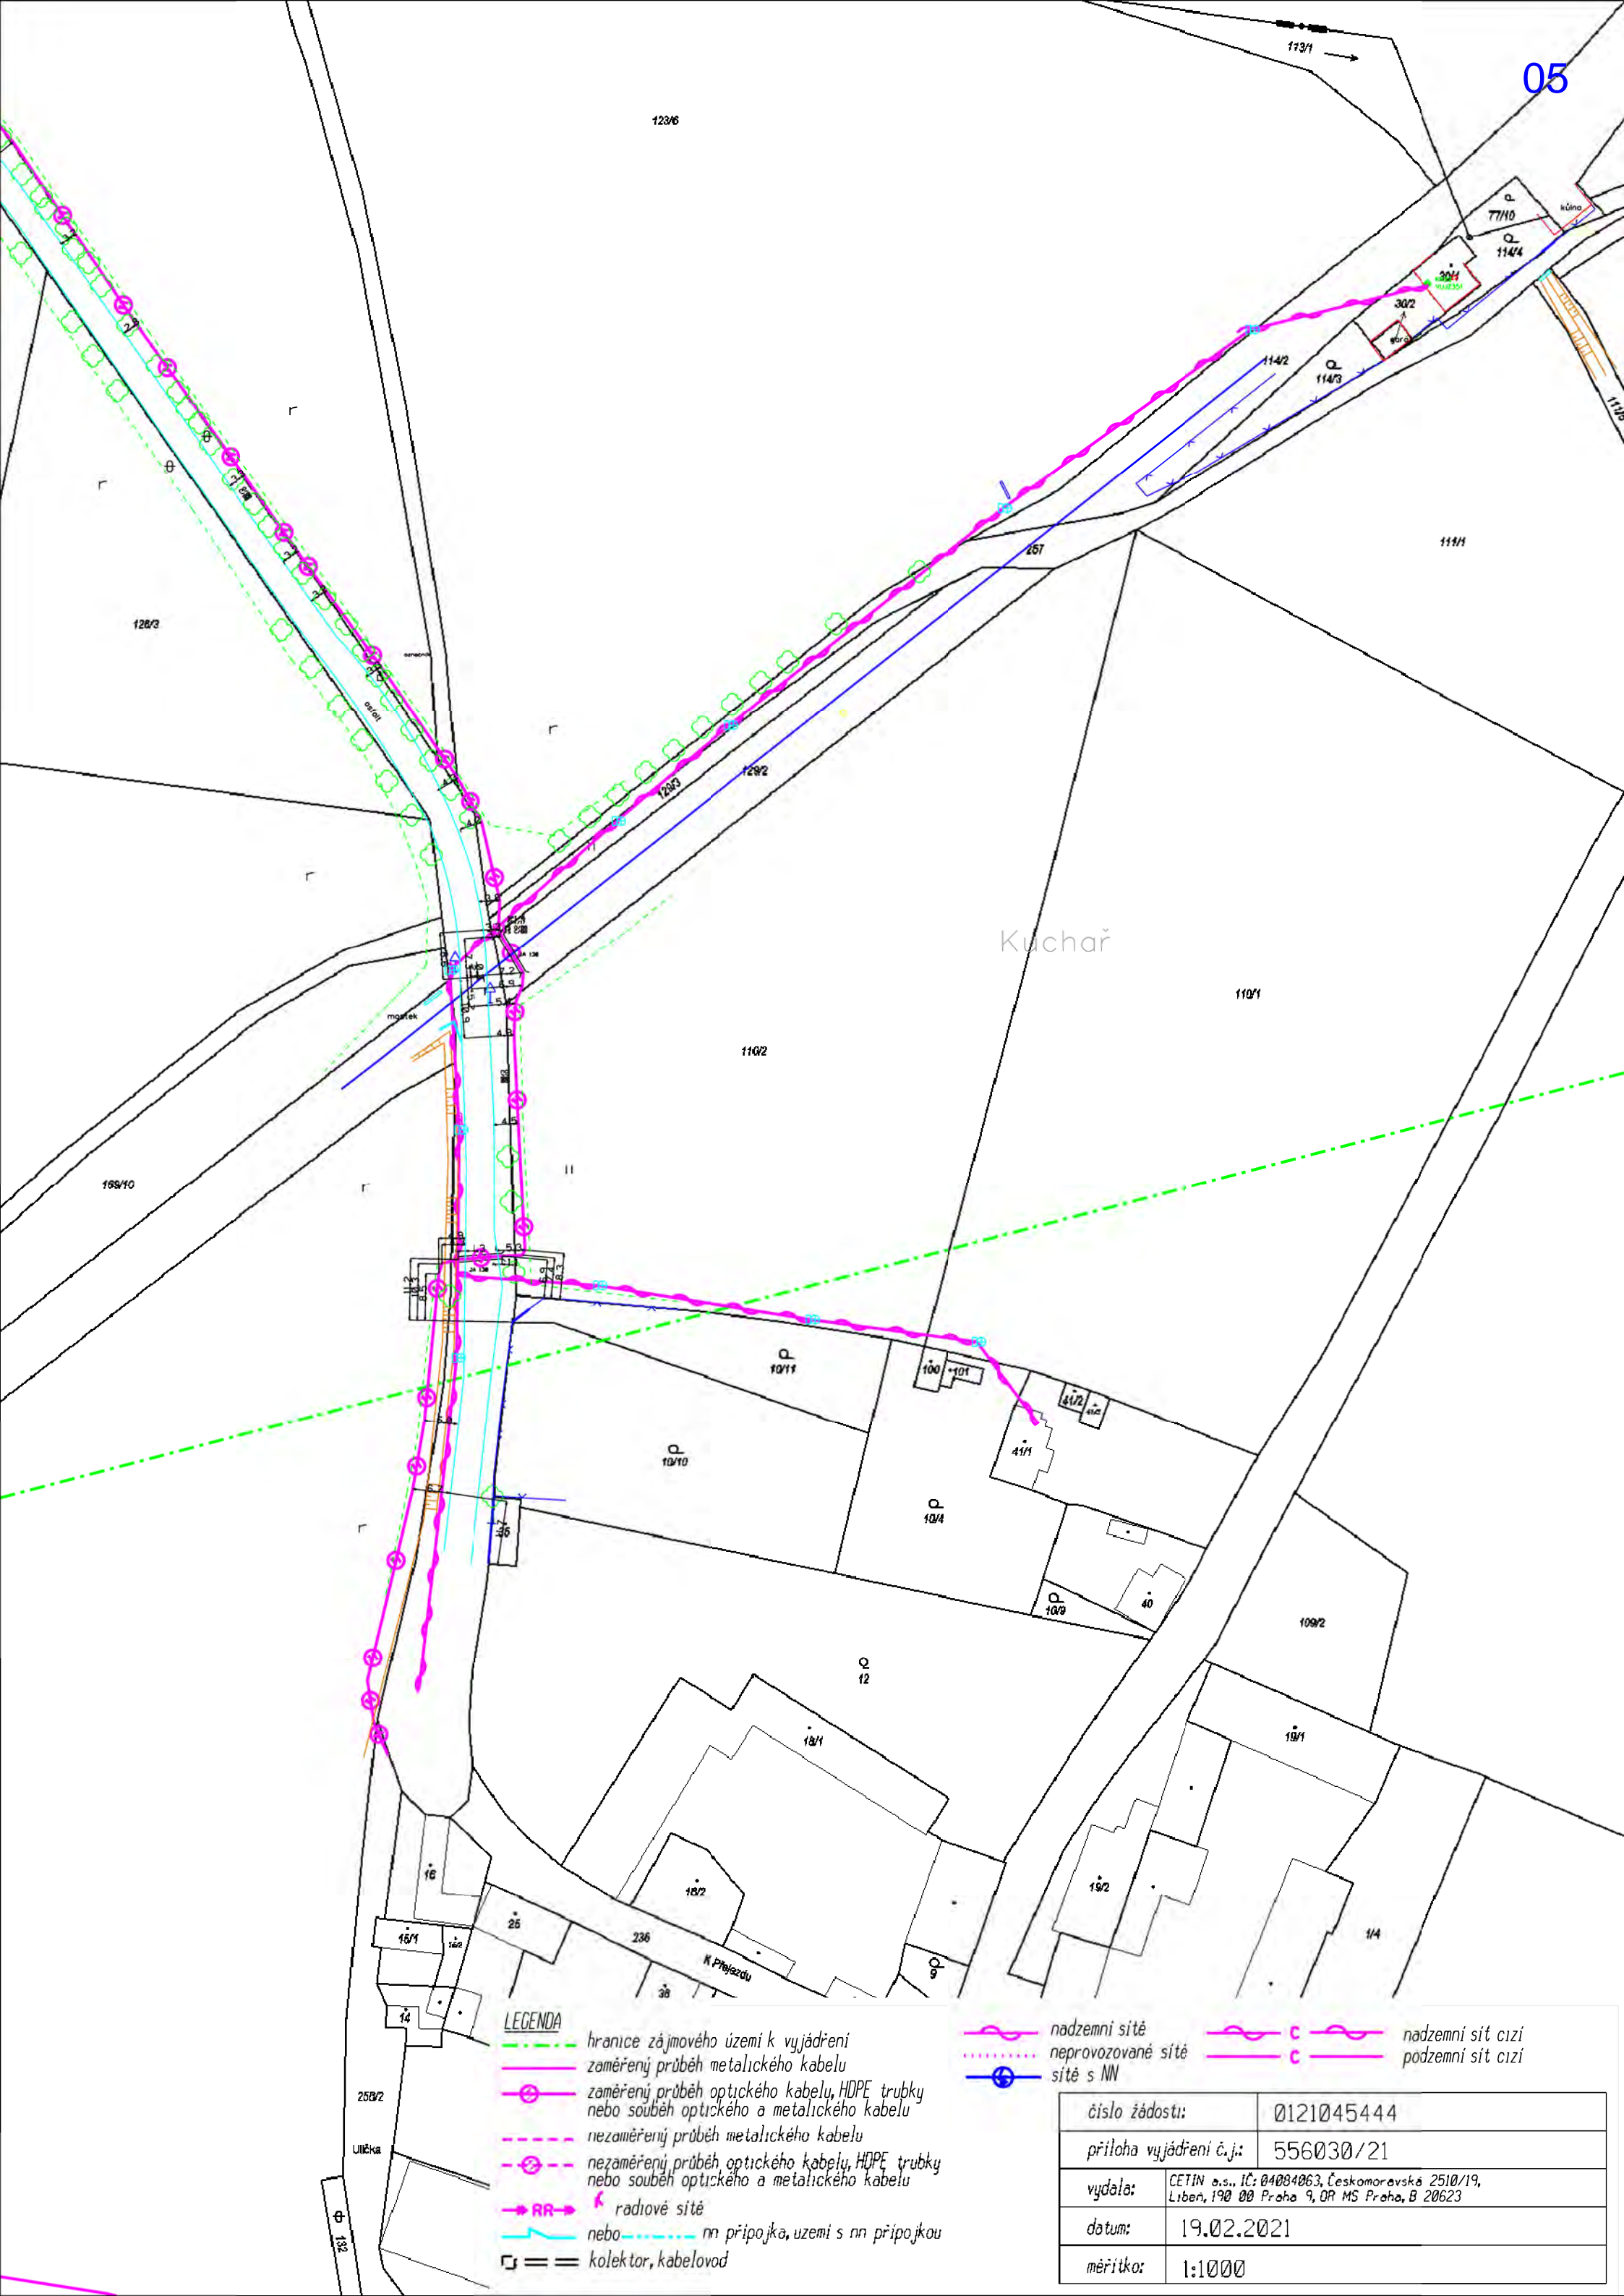 05
173/1
123/6
77/10
kůlna
114/4
30/1
30/2
114/2
114/3
111/1
257
126/3
asfalt
129/2
129/3
Kuchař
mostek
110/1
110/2
169/10
10/11
100
101
41/2
41/1
10/10
10/4
10/9
40
109/2
12
18/1
19/1
16
18/2
19/2
25
15/1
236
K Přejezdu
9
1/4
38
14
258/2
Ulička
132
LEGENDA
hranice zájmového území k vyjádření
zaměřený průběh metalického kabelu
zaměřený průběh optického kabelu, HDPE trubky
nebo souběh optického a metalického kabelu
nezaměřený průběh metalického kabelu
nezaměřený průběh optického kabelu, HDPE trubky
nebo souběh optického a metalického kabelu
RR radiové sítě
nebo nn přípojka, uzemí s nn přípojkou
kolektor, kabelovod
nadzemní sítě
neprovozované sítě
sítě s NN
C nadzemní sít cizí
C podzemní sít cizí
číslo žádosti: 0121045444
příloha vyjádření č.j.: 556030/21
vydala: CETIN a.s., IČ: 04084063, Českomoravská 2510/19,
Libeň, 190 00 Praha 9, OR MS Praha, B 20623
datum: 19.02.2021
měřítko: 1:1000